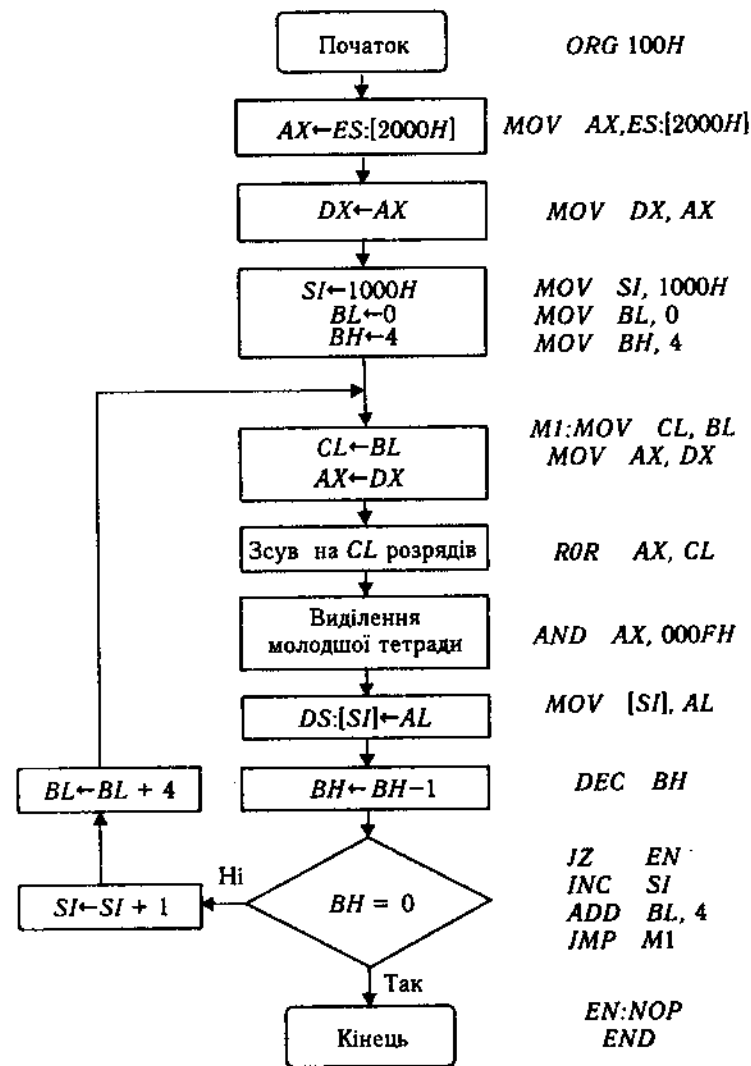 Початок ORG 100H
AX←ES:[2000H] MOV AX,ES:[2000H]
DX←AX MOV DX, AX
SI←1000H MOV SI, 1000H
BL←0 MOV BL, 0
BH←4 MOV BH, 4
M1:MOV CL, BL
CL←BL MOV AX, DX
AX←DX
Зсув на CL розрядів ROR AX, CL
Виділення
молодшої тетради AND AX, 000FH
DS:[SI]←AL MOV [SI], AL
BL←BL + 4 BH←BH−1 DEC BH
JZ EN
Ні INC SI
SI←SI + 1 BH = 0 ADD BL, 4
JMP M1
Так
EN:NOP
Кінець END